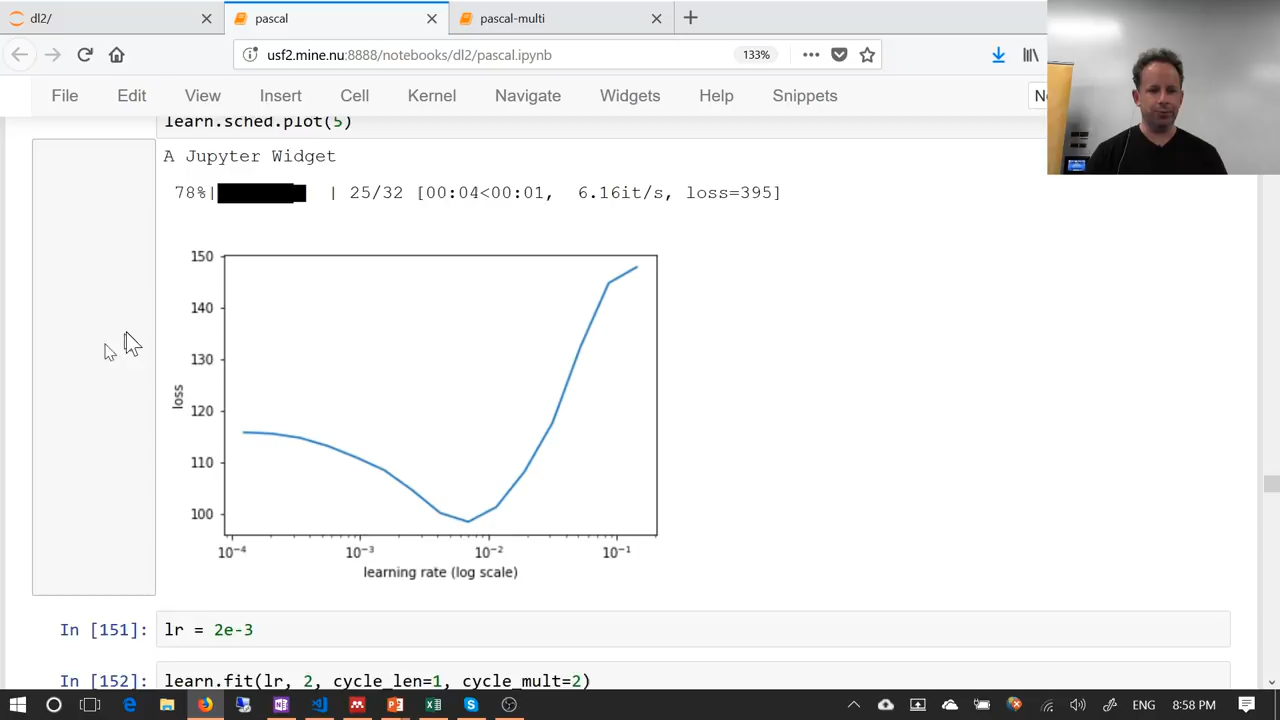 dl2/
pascal
pascal-multi
usf2.mine.nu:8888/notebooks/dl2/pascal.ipynb
133%
File Edit View Insert Cell Kernel Navigate Widgets Help Snippets
learn.sched.plot(5)
A Jupyter Widget
78%| | 25/32 [00:04<00:01, 6.16it/s, loss=395]
150
140
130
120
110
100
loss
10⁻⁴ 10⁻³ 10⁻² 10⁻¹
learning rate (log scale)
In [151]: lr = 2e-3
In [152]: learn.fit(lr, 2, cycle_len=1, cycle_mult=2)
ENG 8:58 PM